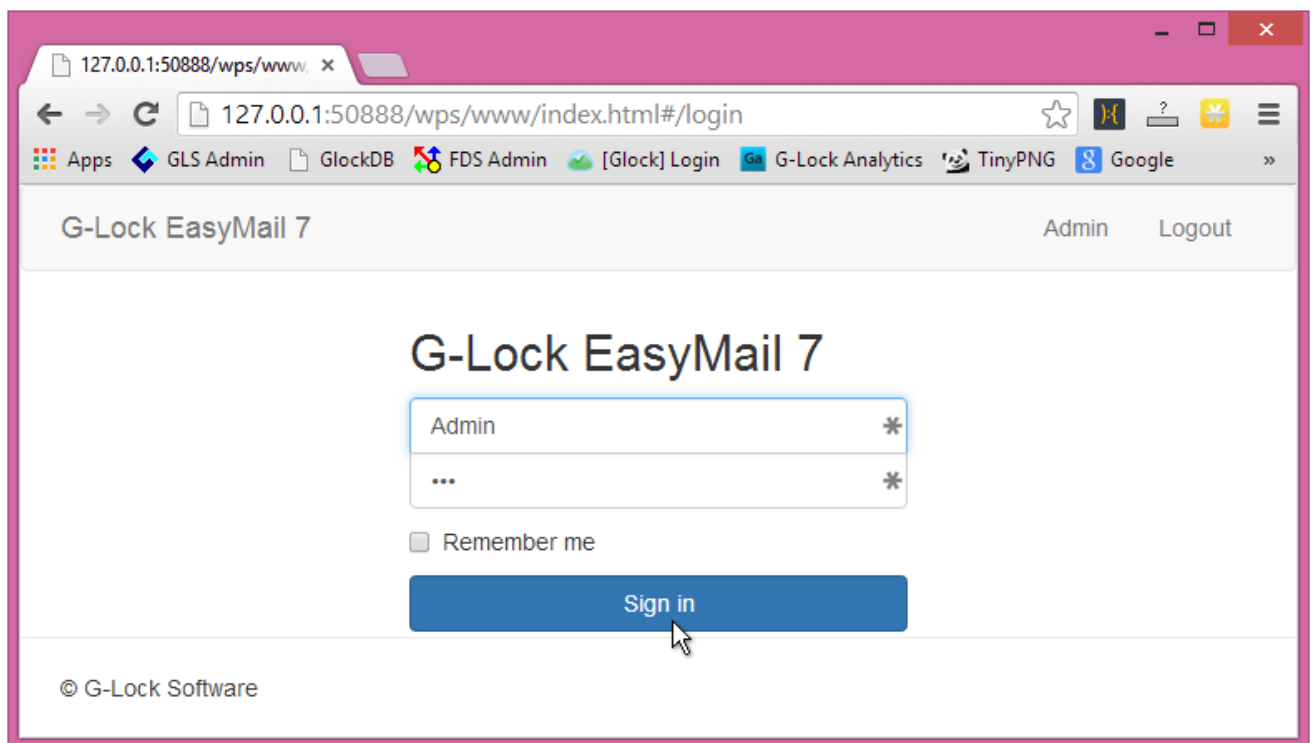 127.0.0.1:50888/wps/www,
127.0.0.1:50888/wps/www/index.html#/login
Apps GLS Admin GlockDB FDS Admin [Glock] Login Ga G-Lock Analytics TinyPNG 8 Google »
G-Lock EasyMail 7 Admin Logout
G-Lock EasyMail 7
Admin
•••
Remember me
Sign in
© G-Lock Software